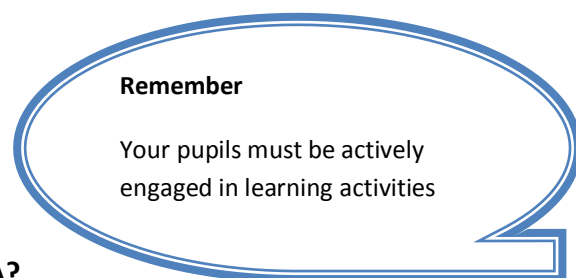 Remember
Your pupils must be actively
engaged in learning activities
?